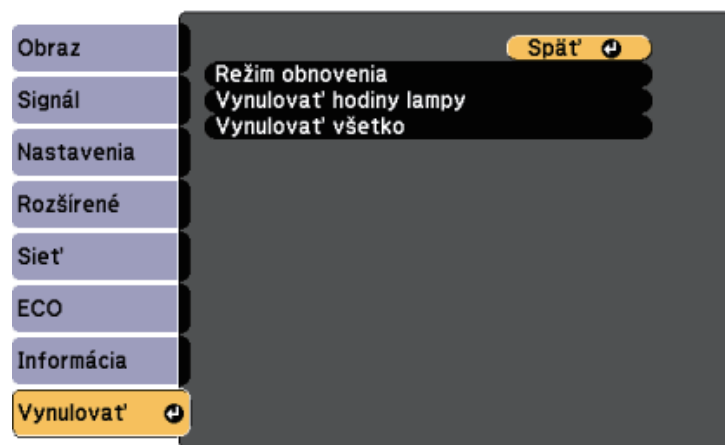 Obraz
Signál
Nastavenia
Rozšírené
Sieť
ECO
Informácia
Vynulovať
Späť
Režim obnovenia
Vynulovať hodiny lampy
Vynulovať všetko